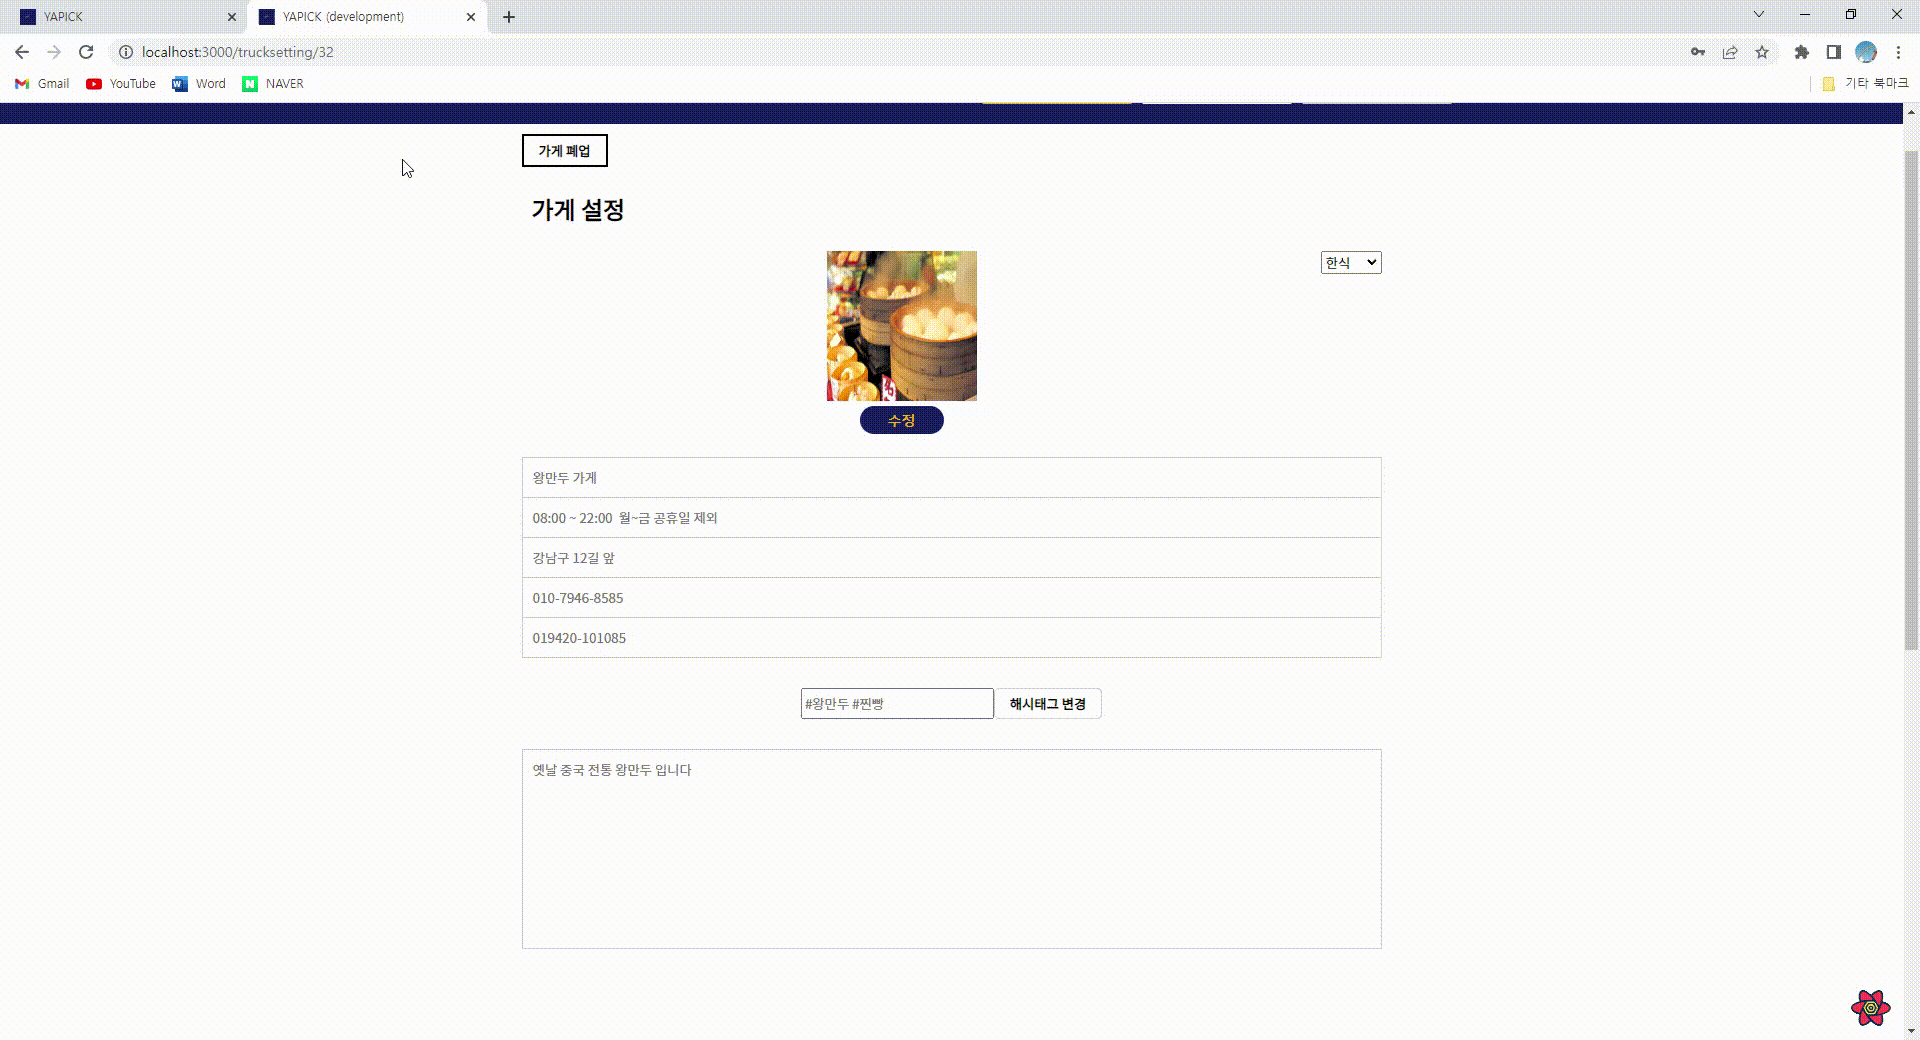 YAPICK
YAPICK (development)
localhost:3000/trucksetting/32
Gmail
YouTube
Word
NAVER
기타 북마크
가게 폐업
가게 설정
한식
수정
왕만두 가게
08:00 ~ 22:00 월~금 공휴일 제외
강남구 12길 앞
010-7946-8585
019420-101085
#왕만두 #찐빵
해시태그 변경
옛날 중국 전통 왕만두 입니다